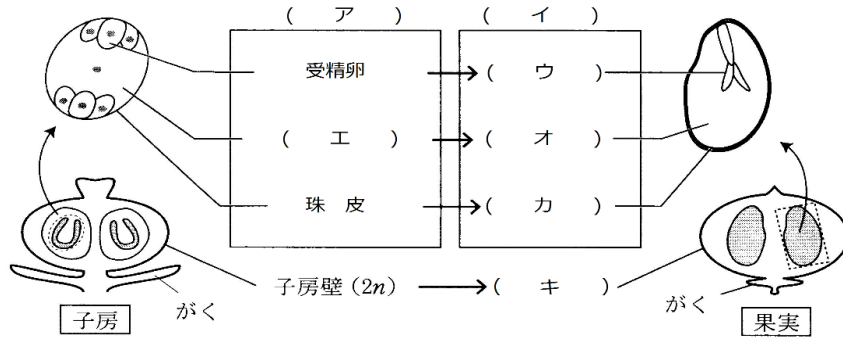 ( ア ) ( イ )
受精卵 → ( ウ )
( エ ) → ( オ )
珠 皮 → ( カ )
子房壁 (2n) → ( キ )
がく がく
子房 果実